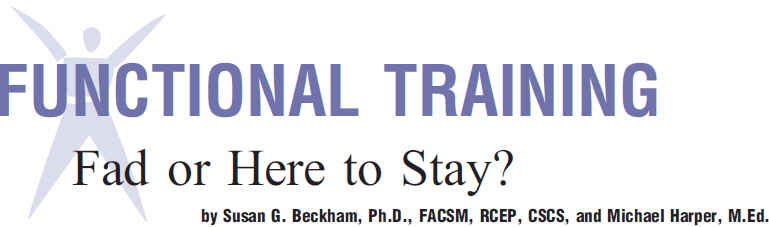 FUNCTIONAL TRAINING
Fad or Here to Stay?
by Susan G. Beckham, Ph.D., FACSM, RCEP, CSCS, and Michael Harper, M.Ed.